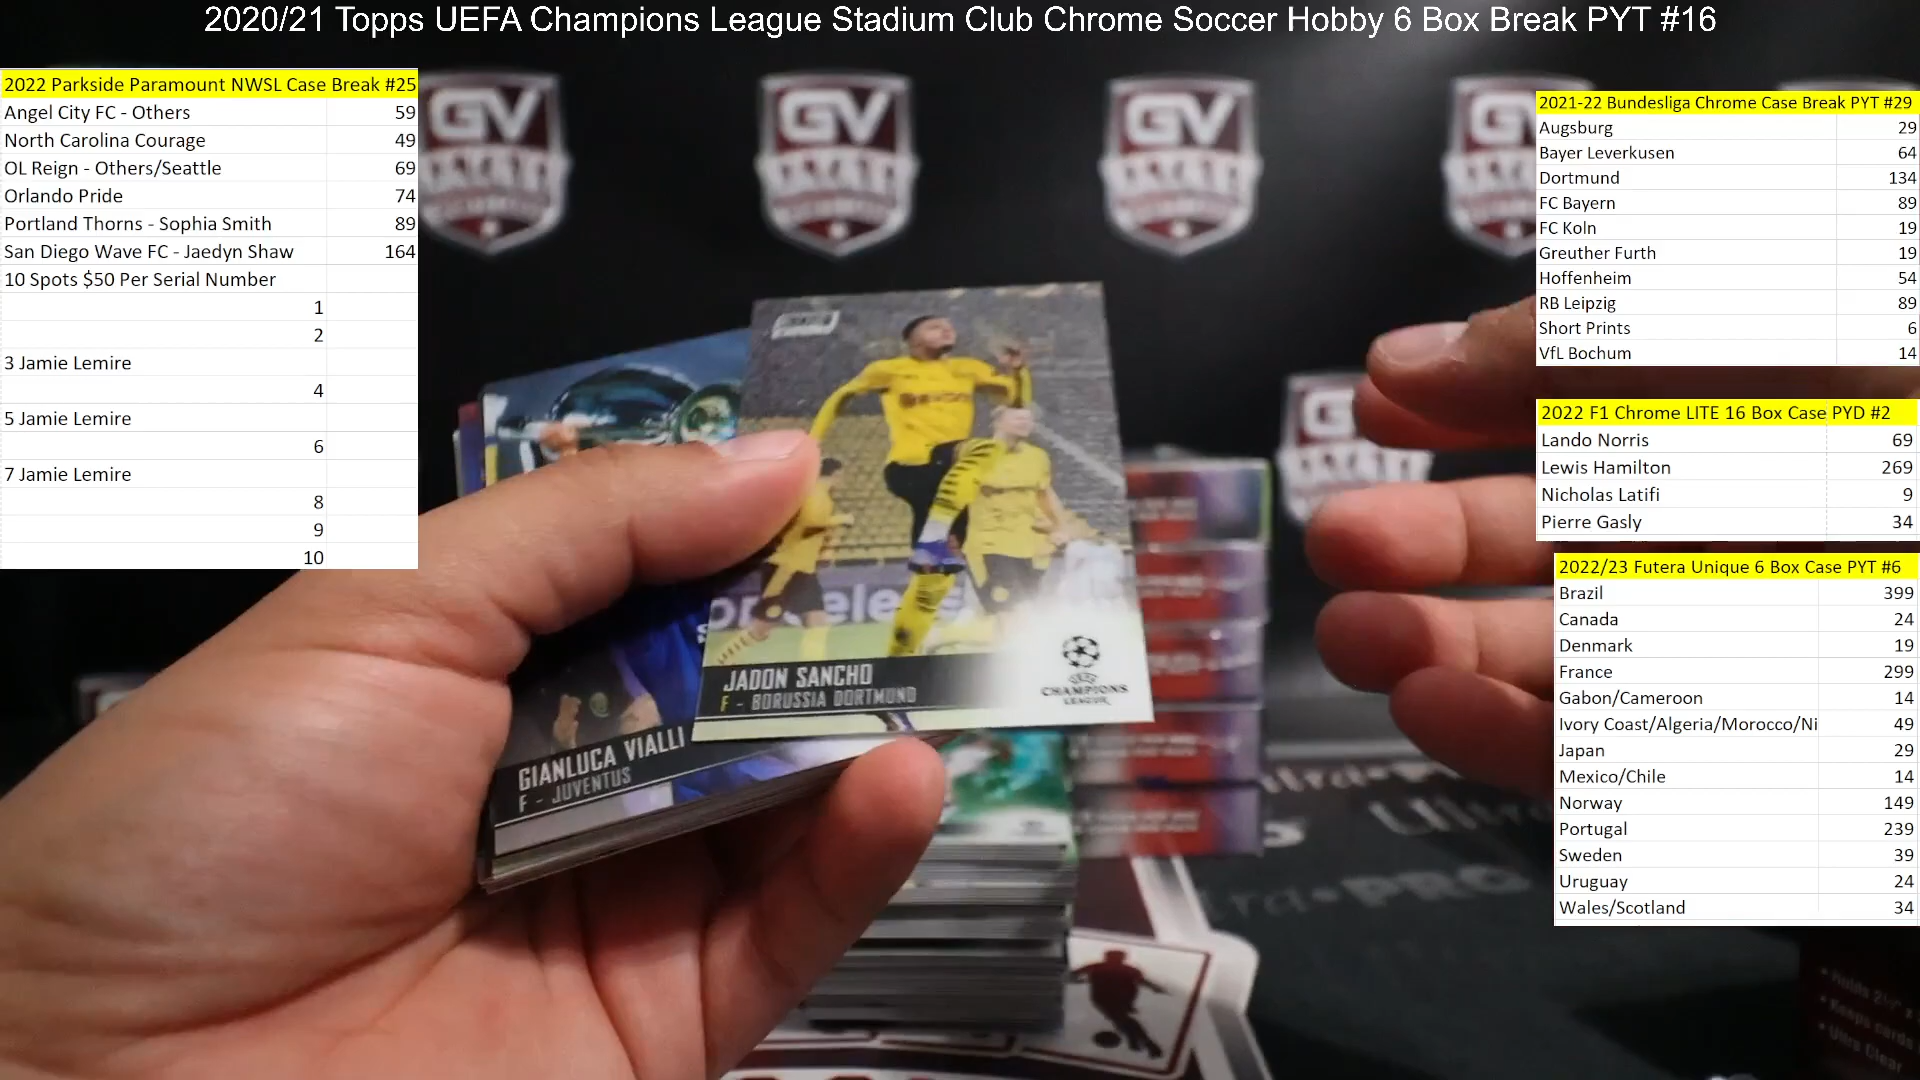 2020/21 Topps UEFA Champions League Stadium Club Chrome Soccer Hobby 6 Box Break PYT #16
2022 Parkside Paramount NWSL Case Break #25
Angel City FC - Others 59
North Carolina Courage 49
OL Reign - Others/Seattle 69
Orlando Pride 74
Portland Thorns - Sophia Smith 89
San Diego Wave FC - Jaedyn Shaw 164
10 Spots $50 Per Serial Number
1
2
3 Jamie Lemire
4
5 Jamie Lemire
6
7 Jamie Lemire
8
9
10
GV
GV
GV
JADON SANCHO
F - BORUSSIA DORTMUND
CHAMPIONS
LEAGUE
GIANLUCA VIALLI
F - JUVENTUS
2021-22 Bundesliga Chrome Case Break PYT #29
Augsburg 29
Bayer Leverkusen 64
Dortmund 134
FC Bayern 89
FC Koln 19
Greuther Furth 19
Hoffenheim 54
RB Leipzig 89
Short Prints 6
VfL Bochum 14
2022 F1 Chrome LITE 16 Box Case PYD #2
Lando Norris 69
Lewis Hamilton 269
Nicholas Latifi 9
Pierre Gasly 34
2022/23 Futera Unique 6 Box Case PYT #6
Brazil 399
Canada 24
Denmark 19
France 299
Gabon/Cameroon 14
Ivory Coast/Algeria/Morocco/Ni 49
Japan 29
Mexico/Chile 14
Norway 149
Portugal 239
Sweden 39
Uruguay 24
Wales/Scotland 34